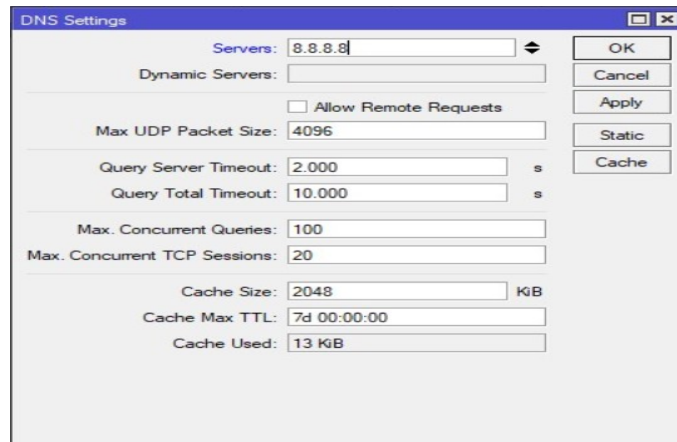 DNS Settings
Servers: 8.8.8.8
OK
Dynamic Servers:
Cancel
Allow Remote Requests
Apply
Max UDP Packet Size: 4096
Static
Query Server Timeout: 2.000 s
Cache
Query Total Timeout: 10.000 s
Max. Concurrent Queries: 100
Max. Concurrent TCP Sessions: 20
Cache Size: 2048 KiB
Cache Max TTL: 7d 00:00:00
Cache Used: 13 KiB